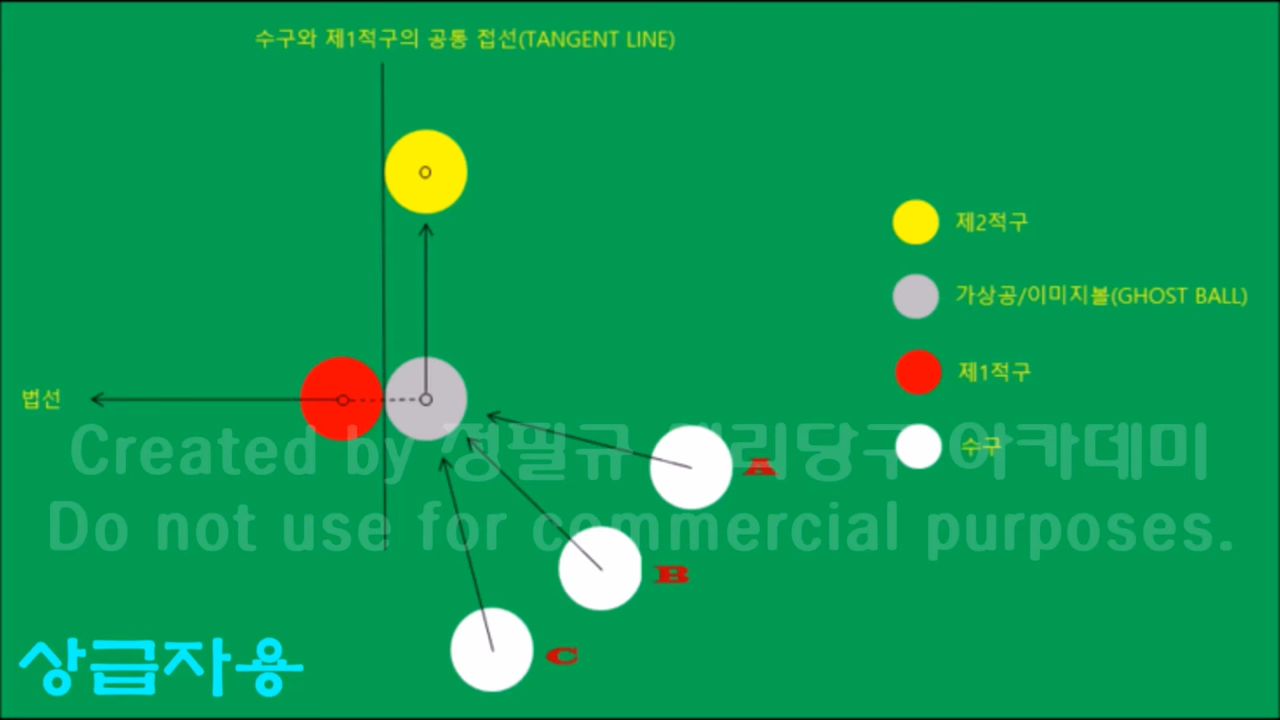 수구와 제1적구의 공통 접선(TANGENT LINE)
제2적구
가상공/이미지볼(GHOST BALL)
제1적구
법선
수구
Created by 정필규 캐리당구 아카데미
A
Do not use for commercial purposes.
B
C
상급자용